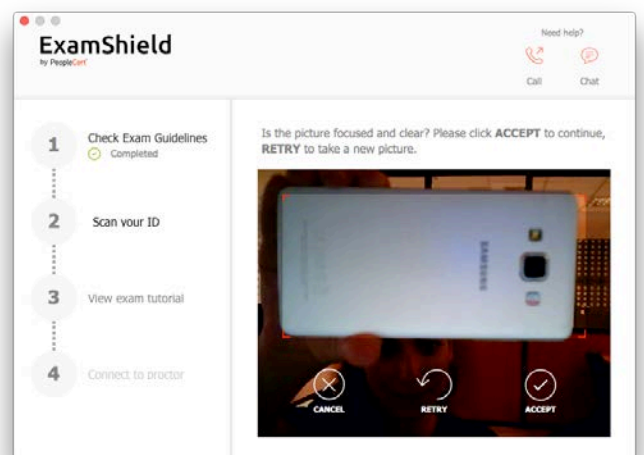 ExamShield
by PeopleCert
Need help?
Call
Chat
1
Check Exam Guidelines
Completed
2
Scan your ID
3
View exam tutorial
4
Connect to proctor
Is the picture focused and clear? Please click ACCEPT to continue,
RETRY to take a new picture.
SAMSUNG
CANCEL
RETRY
ACCEPT